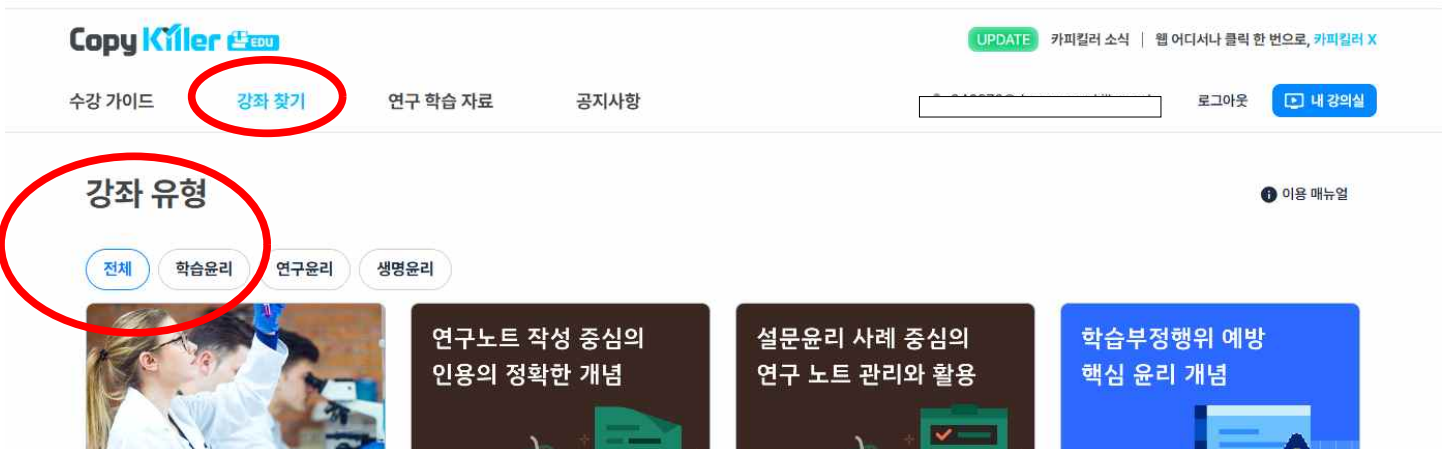 Copy Killer EDU
UPDATE 카피킬러 소식 | 웹 어디서나 클릭 한 번으로, 카피킬러 X
수강 가이드 강좌 찾기 연구 학습 자료 공지사항 로그아웃 내 강의실
강좌 유형
이용 매뉴얼
전체 학습윤리 연구윤리 생명윤리
연구노트 작성 중심의
인용의 정확한 개념
설문윤리 사례 중심의
연구 노트 관리와 활용
학습부정행위 예방
핵심 윤리 개념